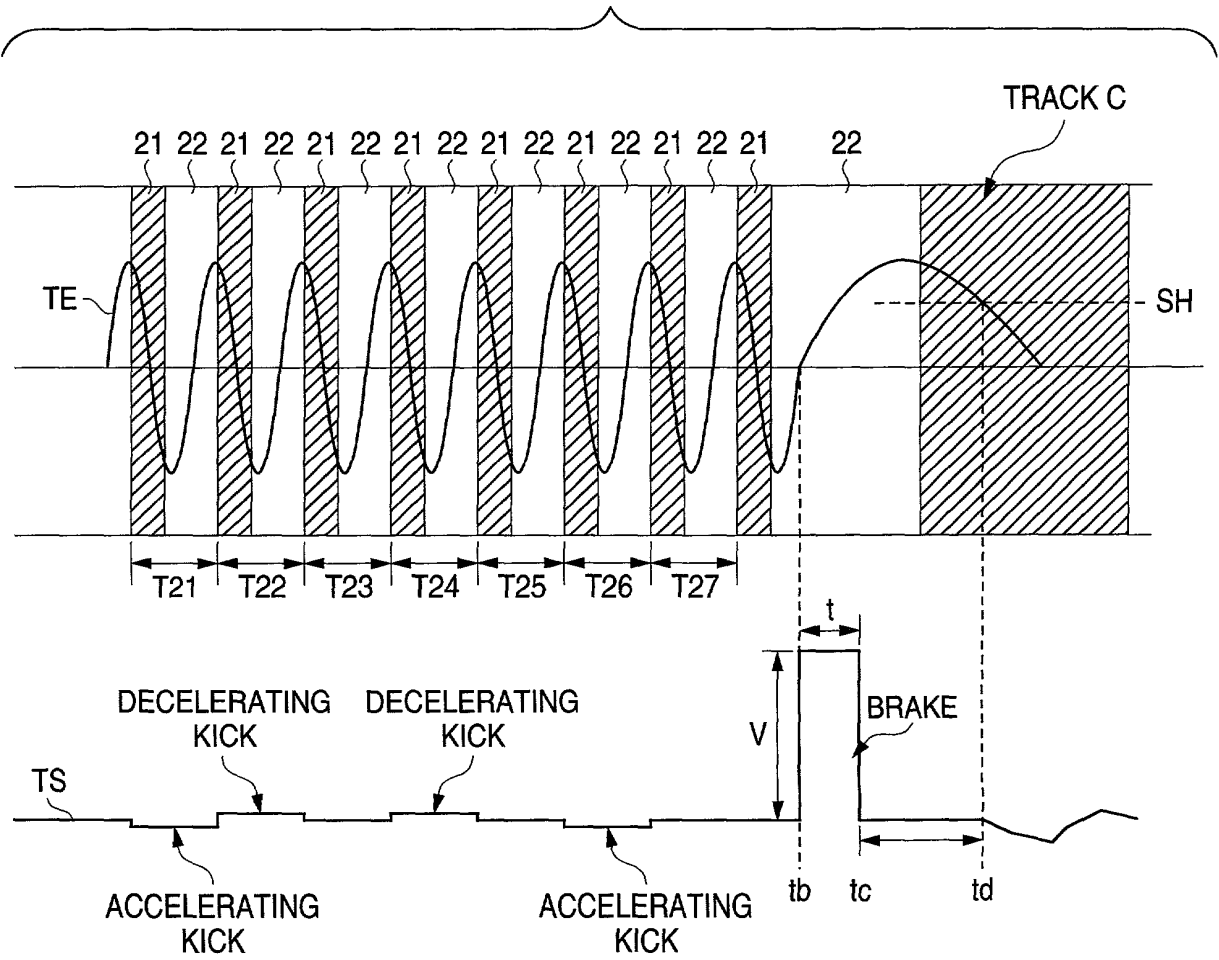 TRACK C
21 22 21 22 21 22 21 22 21 22 21 22 21 22 21 22
TE
SH
T21 T22 T23 T24 T25 T26 T27
t
DECELERATING
KICK
DECELERATING
KICK
V
BRAKE
TS
tb tc td
ACCELERATING
KICK
ACCELERATING
KICK